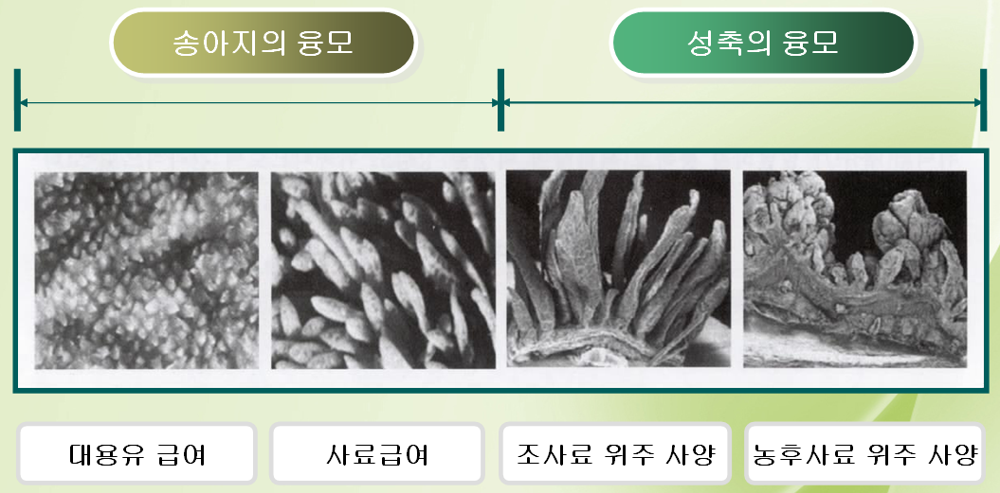 송아지의 융모
성축의 융모
대용유 급여
사료급여
조사료 위주 사양
농후사료 위주 사양